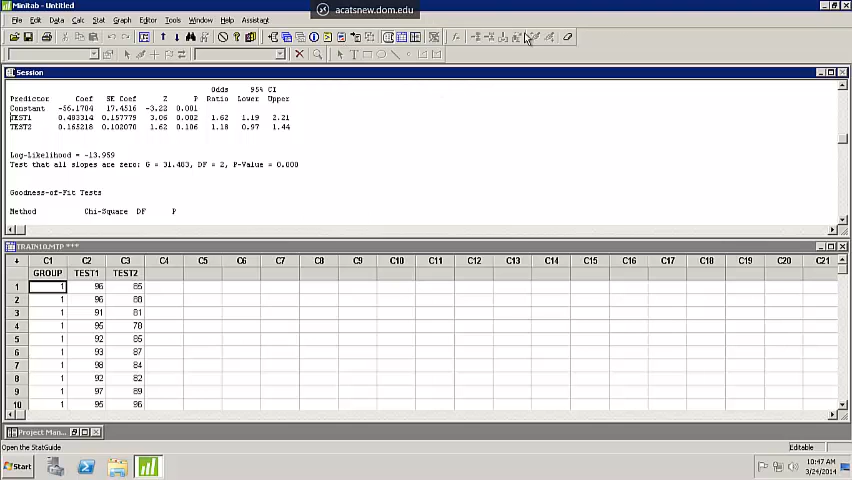 Minitab - Untitled
acatsnew.dom.edu
File Edit Data Calc Stat Graph Editor Tools Window Help Assistant
Session
Odds 95% CI
Predictor Coef SE Coef Z P Ratio Lower Upper
Constant -56.1704 17.4516 -3.22 0.001
TEST1 0.483314 0.157779 3.06 0.002 1.62 1.19 2.21
TEST2 0.165218 0.102070 1.62 0.106 1.18 0.97 1.44
Log-Likelihood = -13.959
Test that all slopes are zero: G = 31.483, DF = 2, P-Value = 0.000
Goodness-of-Fit Tests
Method Chi-Square DF P
TRAIN10.MTP ***
C1 C2 C3 C4 C5 C6 C7 C8 C9 C10 C11 C12 C13 C14 C15 C16 C17 C18 C19 C20 C21
GROUP TEST1 TEST2
1 1 96 85
2 1 96 88
3 1 91 81
4 1 95 78
5 1 92 85
6 1 93 87
7 1 98 84
8 1 92 82
9 1 97 89
10 1 95 96
Project Man...
Open the StatGuide
Editable
Start
10:47 AM
3/24/2014